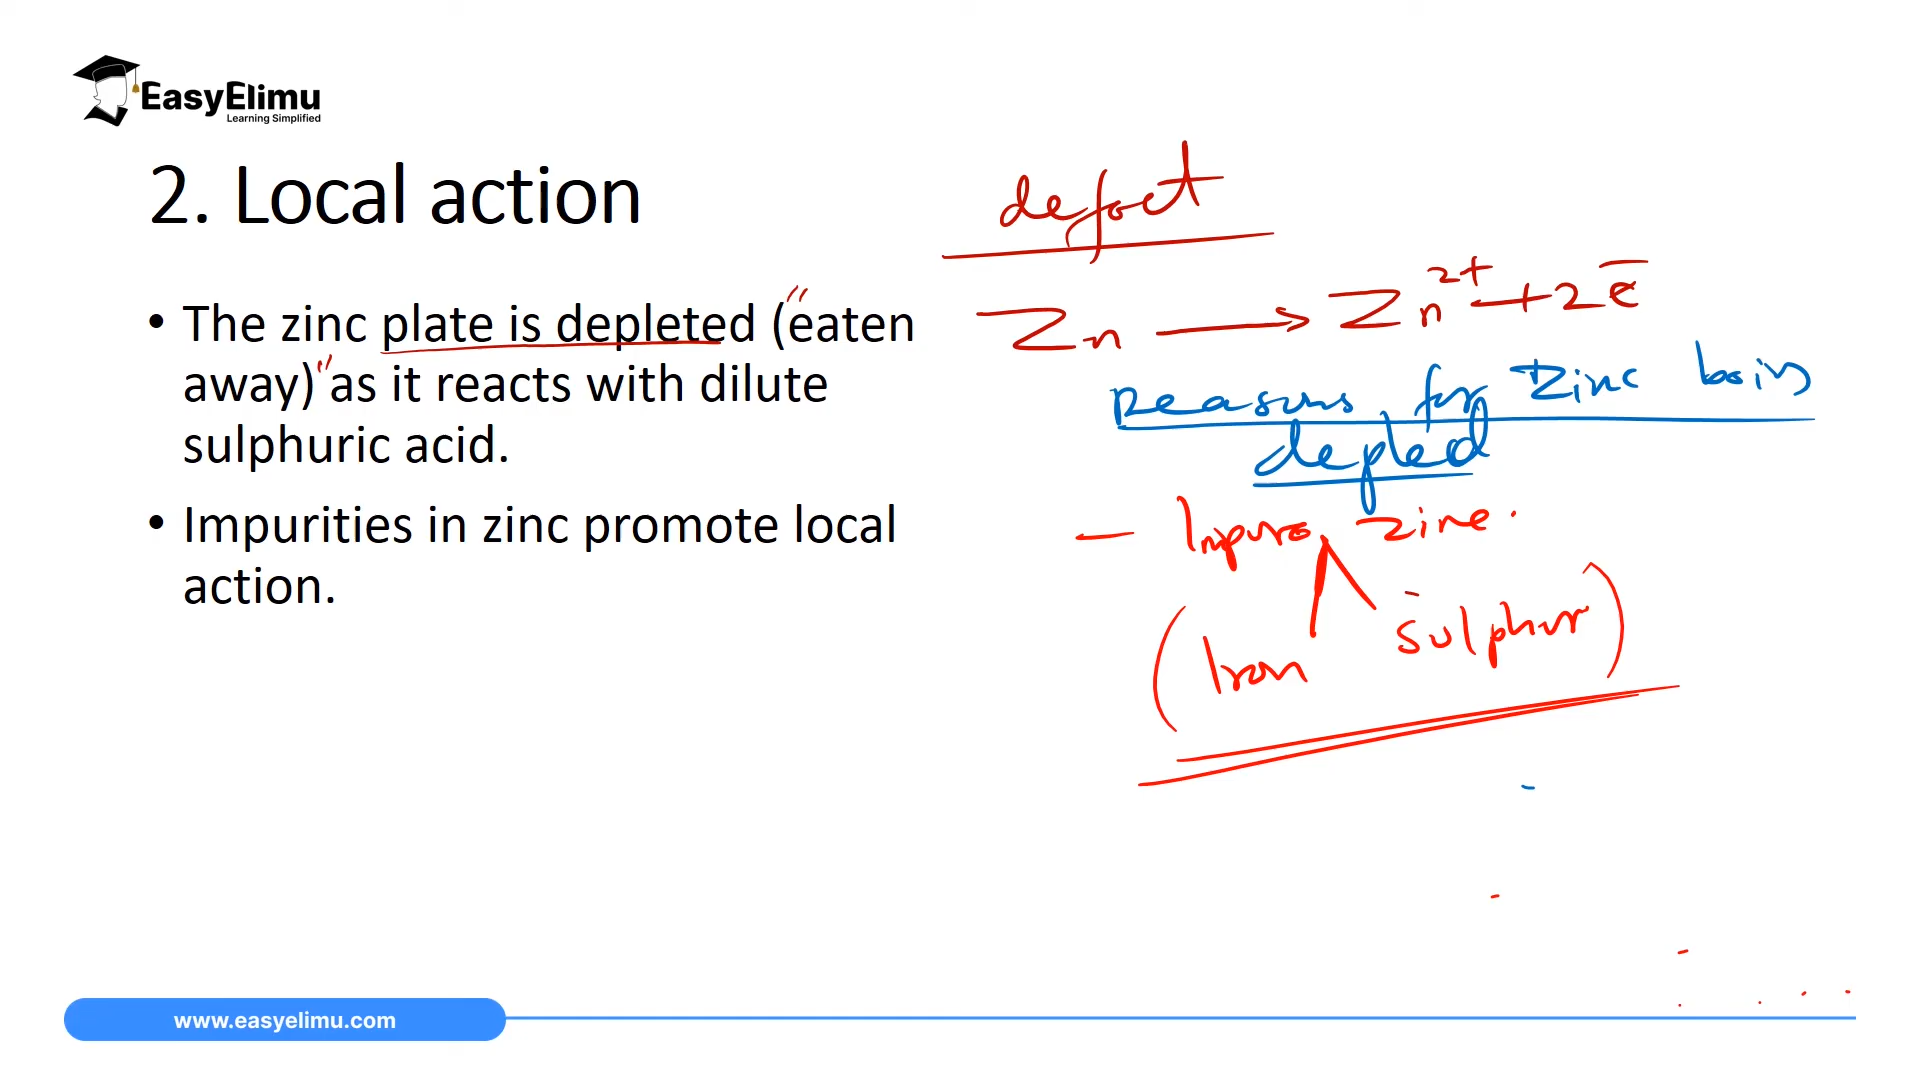 EasyElimu
Learning Simplified
2. Local action
• The zinc plate is depleted ("eaten
away)" as it reacts with dilute
sulphuric acid.
• Impurities in zinc promote local
action.
defect
Zn → Zn²⁺ + 2e̅
reasons for zinc being
depled
- Impure zinc.
(Iron sulphur)
www.easyelimu.com